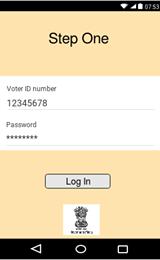 07:53
Step One
Voter ID number
12345678
Password
********
Log In